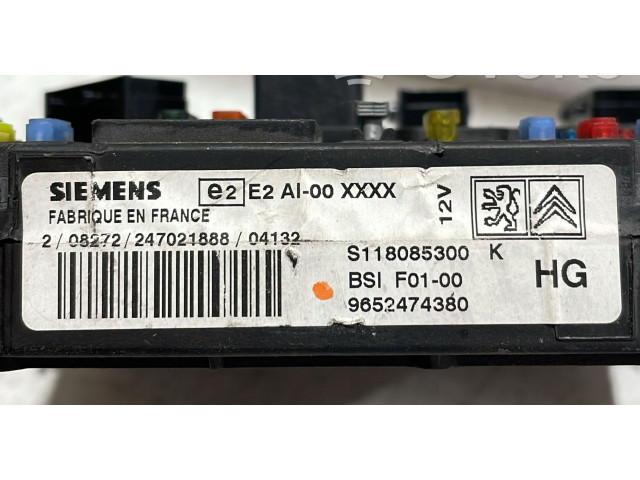 SIEMENS e2 E2 AI-00 XXXX
FABRIQUE EN FRANCE
12V
2/08272/247021888/04132
S118085300 K
BSI F01-00
HG
9652474380